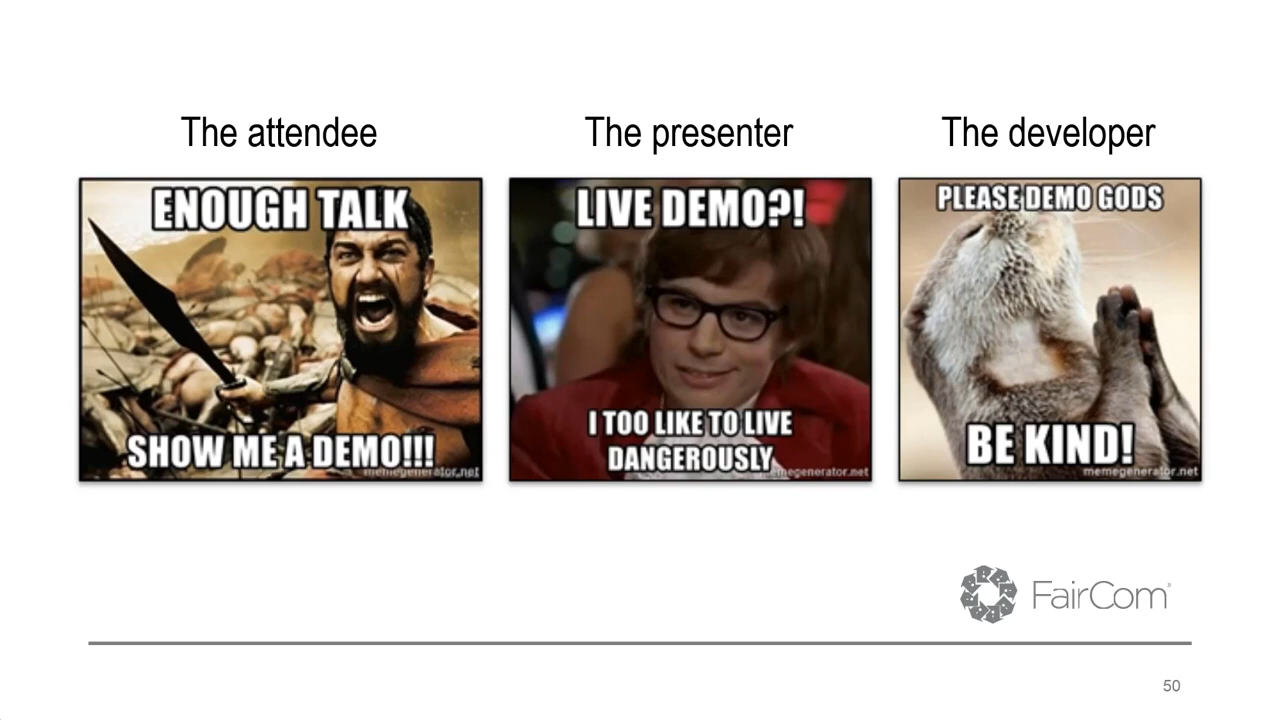 The attendee
The presenter
The developer
ENOUGH TALK
SHOW ME A DEMO!!!
memegenerator.net
LIVE DEMO?!
I TOO LIKE TO LIVE
DANGEROUSLY
memegenerator.net
PLEASE DEMO GODS
BE KIND!
memegenerator.net
FairCom®
50